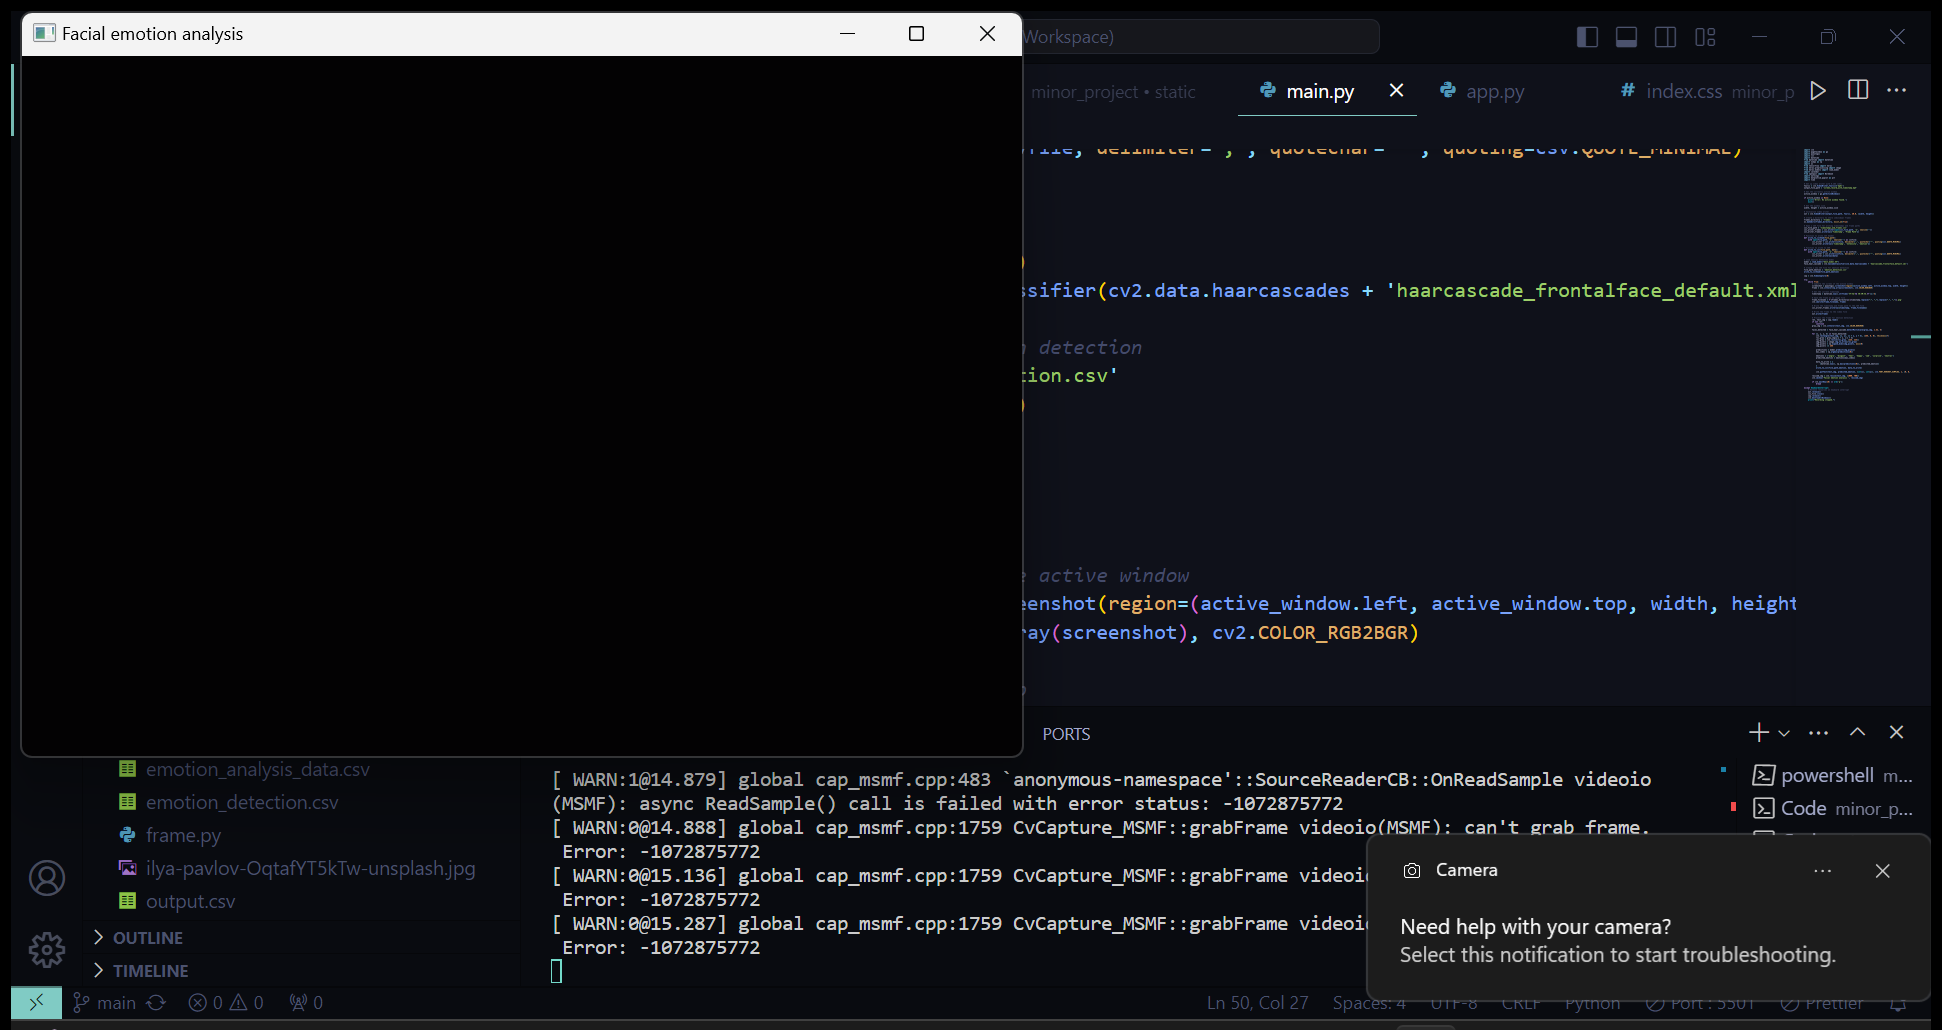 Facial emotion analysis
Workspace)
minor_project • static
main.py
app.py
# index.css minor_p
file, delimiter=',', quotechar=' ', quoting=csv.QUOTE_MINIMAL)
)
ssifier(cv2.data.haarcascades + 'haarcascade_frontalface_default.xml
detection
tion.csv'
)
active window
eenshot(region=(active_window.left, active_window.top, width, height
ray(screenshot), cv2.COLOR_RGB2BGR)
PORTS
emotion_analysis_data.csv
emotion_detection.csv
frame.py
ilya-pavlov-OqtafYT5kTw-unsplash.jpg
output.csv
OUTLINE
TIMELINE
[ WARN:1@14.879] global cap_msmf.cpp:483 `anonymous-namespace'::SourceReaderCB::OnReadSample videoio
(MSMF): async ReadSample() call is failed with error status: -1072875772
[ WARN:0@14.888] global cap_msmf.cpp:1759 CvCapture_MSMF::grabFrame videoio(MSMF): can't grab frame.
Error: -1072875772
[ WARN:0@15.136] global cap_msmf.cpp:1759 CvCapture_MSMF::grabFrame videoio
Error: -1072875772
[ WARN:0@15.287] global cap_msmf.cpp:1759 CvCapture_MSMF::grabFrame videoio
Error: -1072875772
powershell m...
Code minor_p...
Camera
Need help with your camera?
Select this notification to start troubleshooting.
main
0
0
0
Ln 50, Col 27
Spaces: 4
UTF-8
CRLF
Python
Port : 5501
Prettier